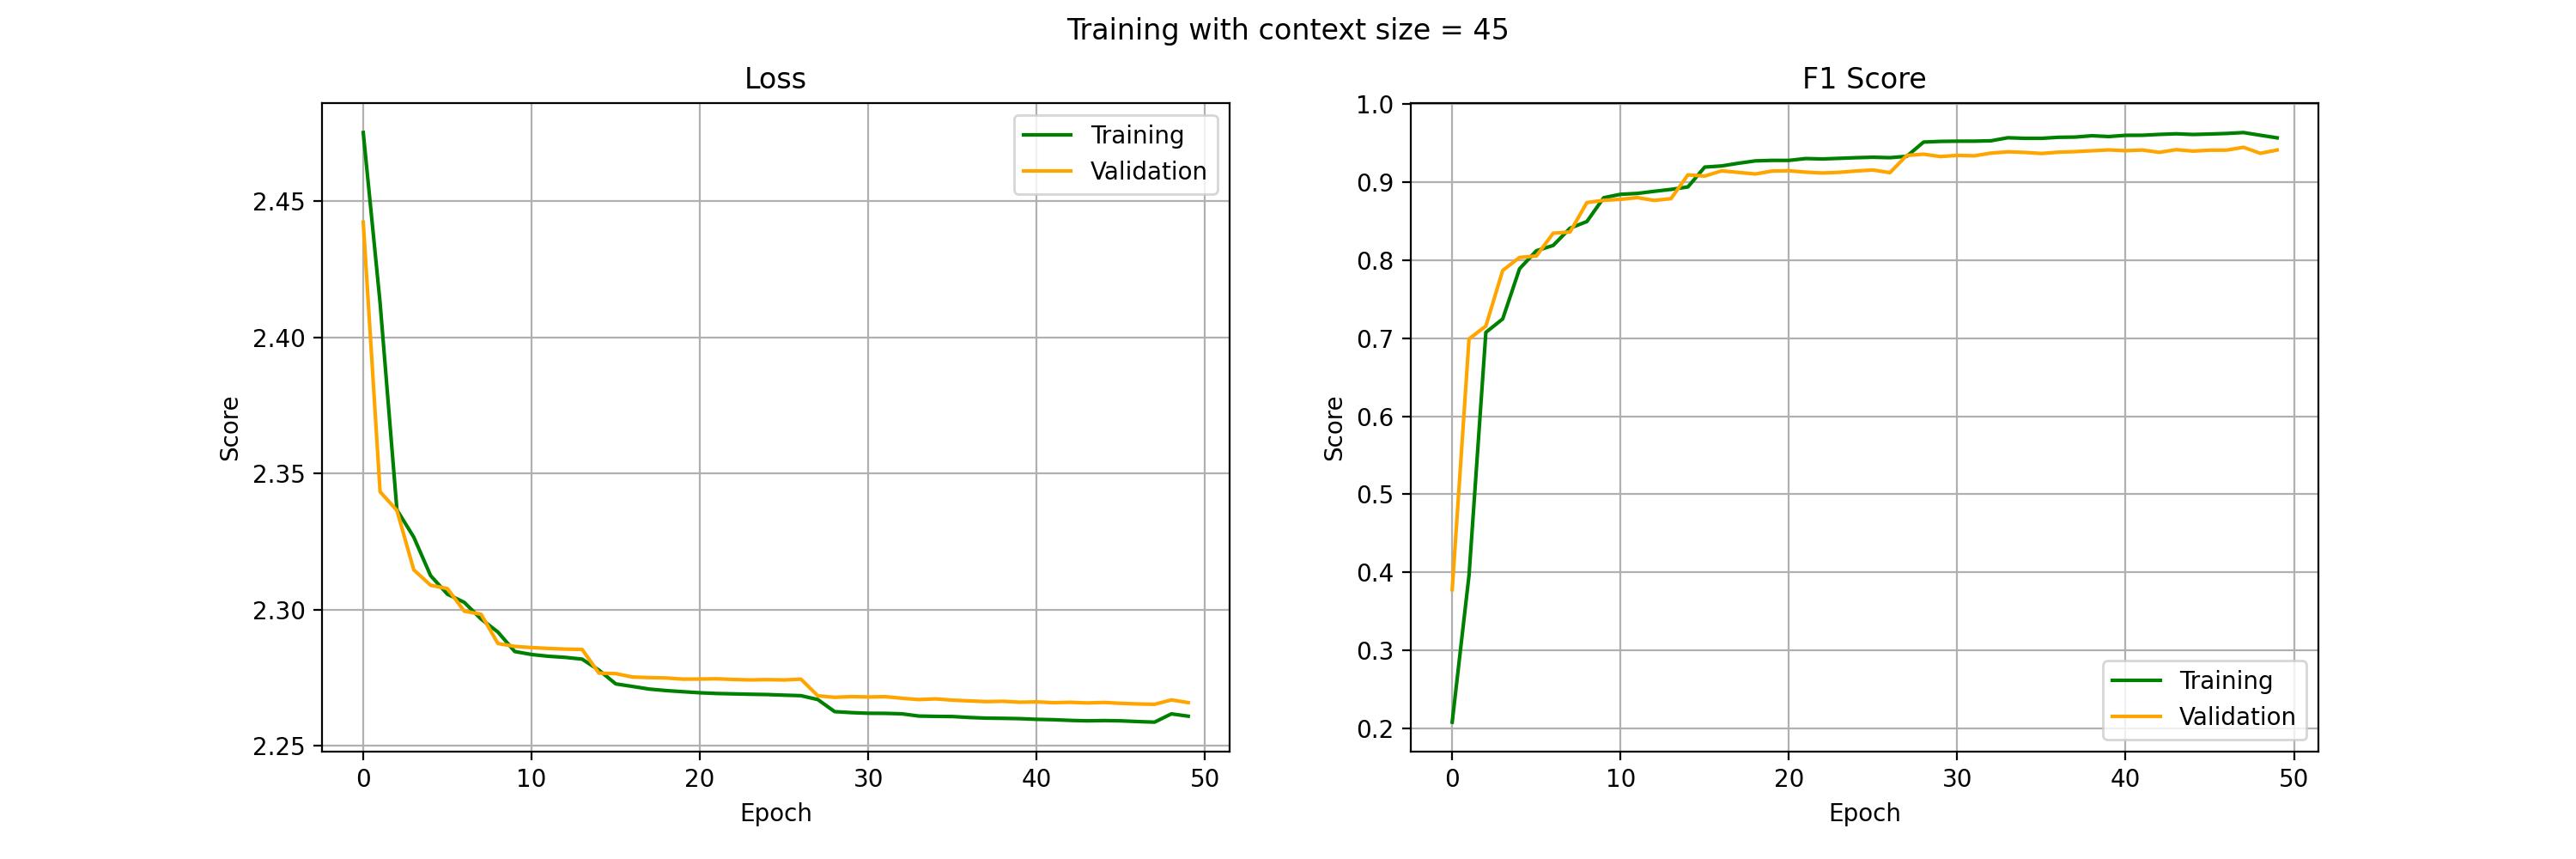 Training with context size = 45
Loss
Training
Validation
2.45
2.40
2.35
2.30
2.25
Score
0 10 20 30 40 50
Epoch
F1 Score
1.0
0.9
0.8
0.7
0.6
0.5
0.4
0.3
0.2
Score
Training
Validation
0 10 20 30 40 50
Epoch